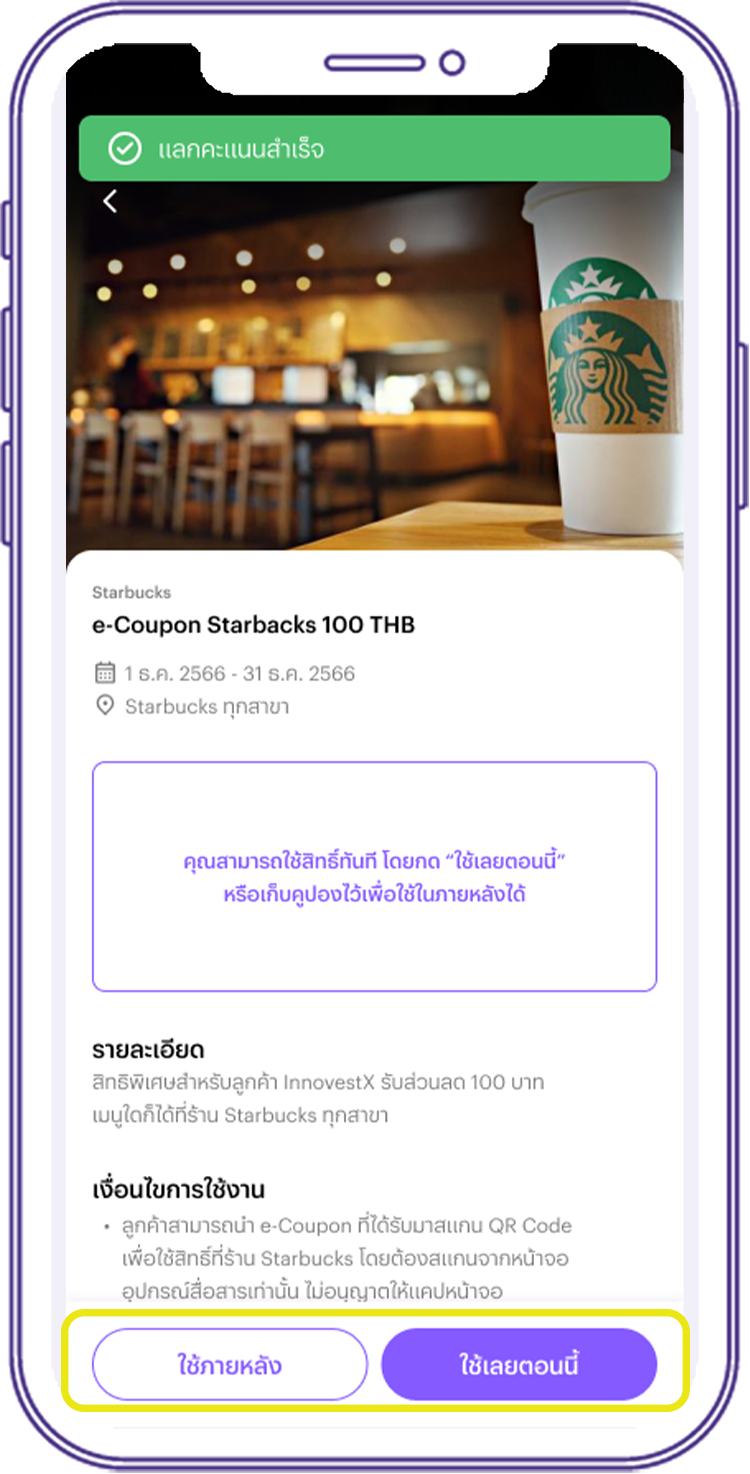 แลกคะแนนสำเร็จ
Starbucks
e-Coupon Starbacks 100 THB
1 ธ.ค. 2566 - 31 ธ.ค. 2566
Starbucks ทุกสาขา
คุณสามารถใช้สิทธิ์ทันที โดยกด “ใช้เลยตอนนี้”
หรือเก็บคูปองไว้เพื่อใช้ในภายหลังได้
รายละเอียด
สิทธิพิเศษสำหรับลูกค้า InnovestX รับส่วนลด 100 บาท
เมนูใดก็ได้ที่ร้าน Starbucks ทุกสาขา
เงื่อนไขการใช้งาน
• ลูกค้าสามารถนำ e-Coupon ที่ได้รับมาสแกน QR Code
เพื่อใช้สิทธิ์ที่ร้าน Starbucks โดยต้องสแกนจากหน้าจอ
อุปกรณ์สื่อสารเท่านั้น ไม่อนุญาตให้แคปหน้าจอ
ใช้ภายหลัง
ใช้เลยตอนนี้